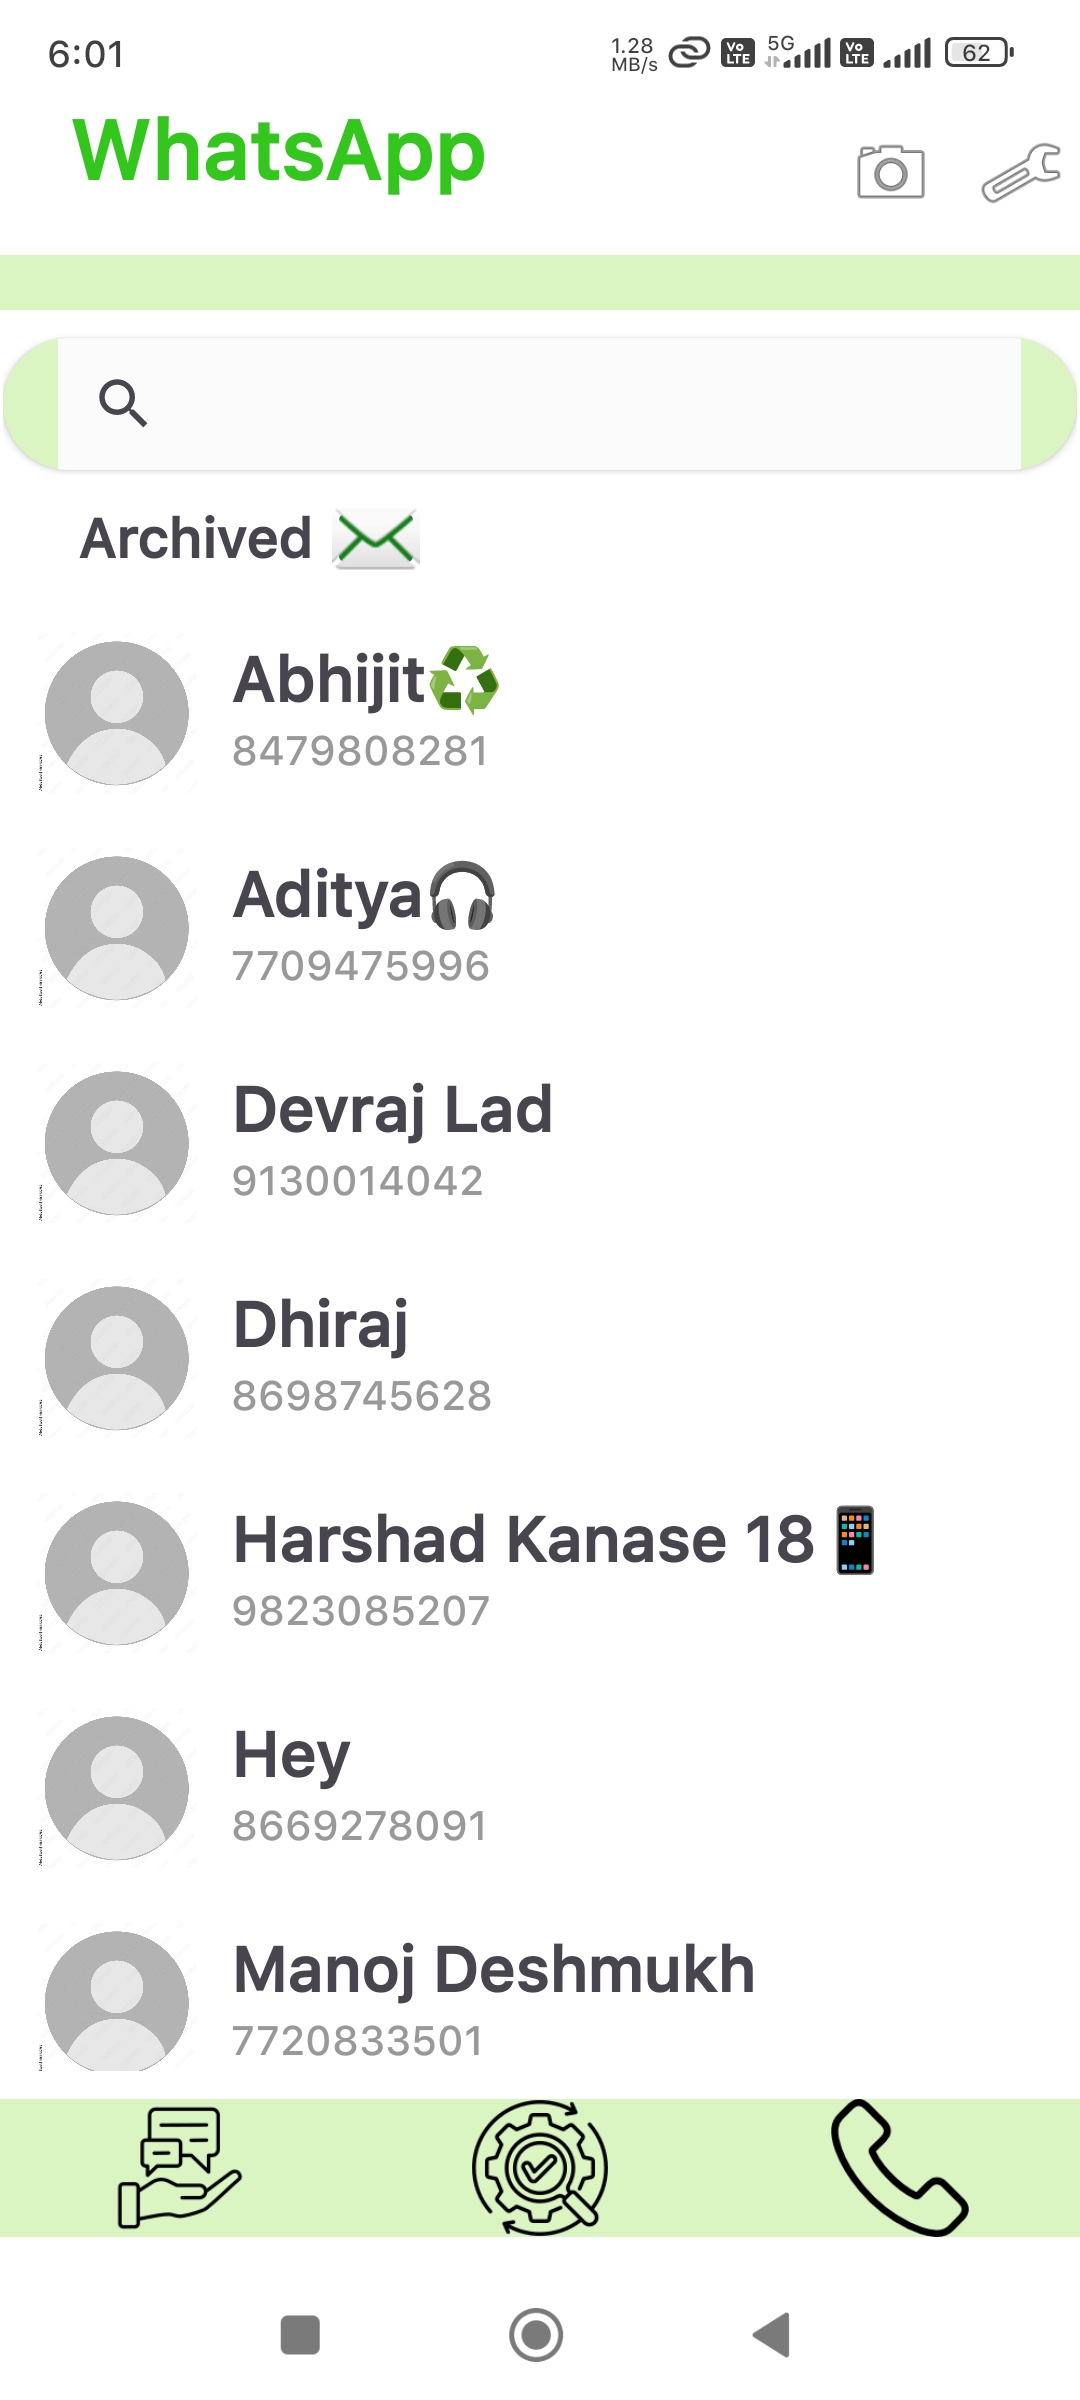 6:01
1.28 MB/s
Vo LTE
5G
Vo LTE
62
WhatsApp
Archived
Abhijit♻️
8479808281
Aditya🎧
7709475996
Devraj Lad
9130014042
Dhiraj
8698745628
Harshad Kanase 18📱
9823085207
Hey
8669278091
Manoj Deshmukh
7720833501